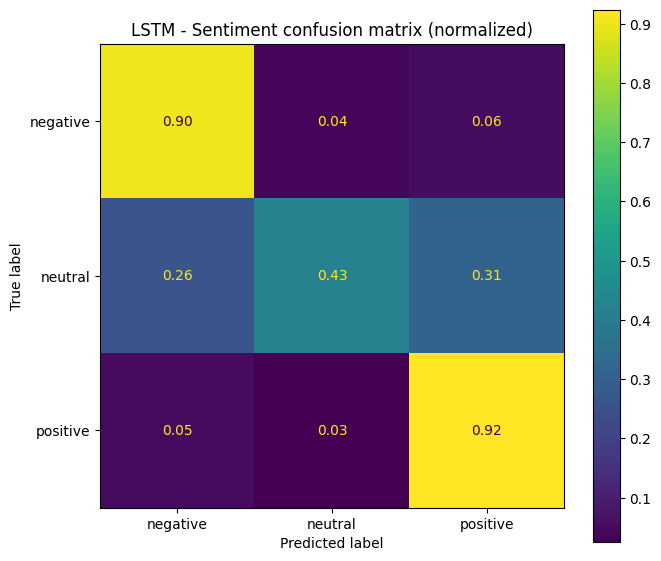 LSTM - Sentiment confusion matrix (normalized)
True label
negative
0.90 0.04 0.06
neutral
0.26 0.43 0.31
positive
0.05 0.03 0.92
negative neutral positive
Predicted label
0.9
0.8
0.7
0.6
0.5
0.4
0.3
0.2
0.1